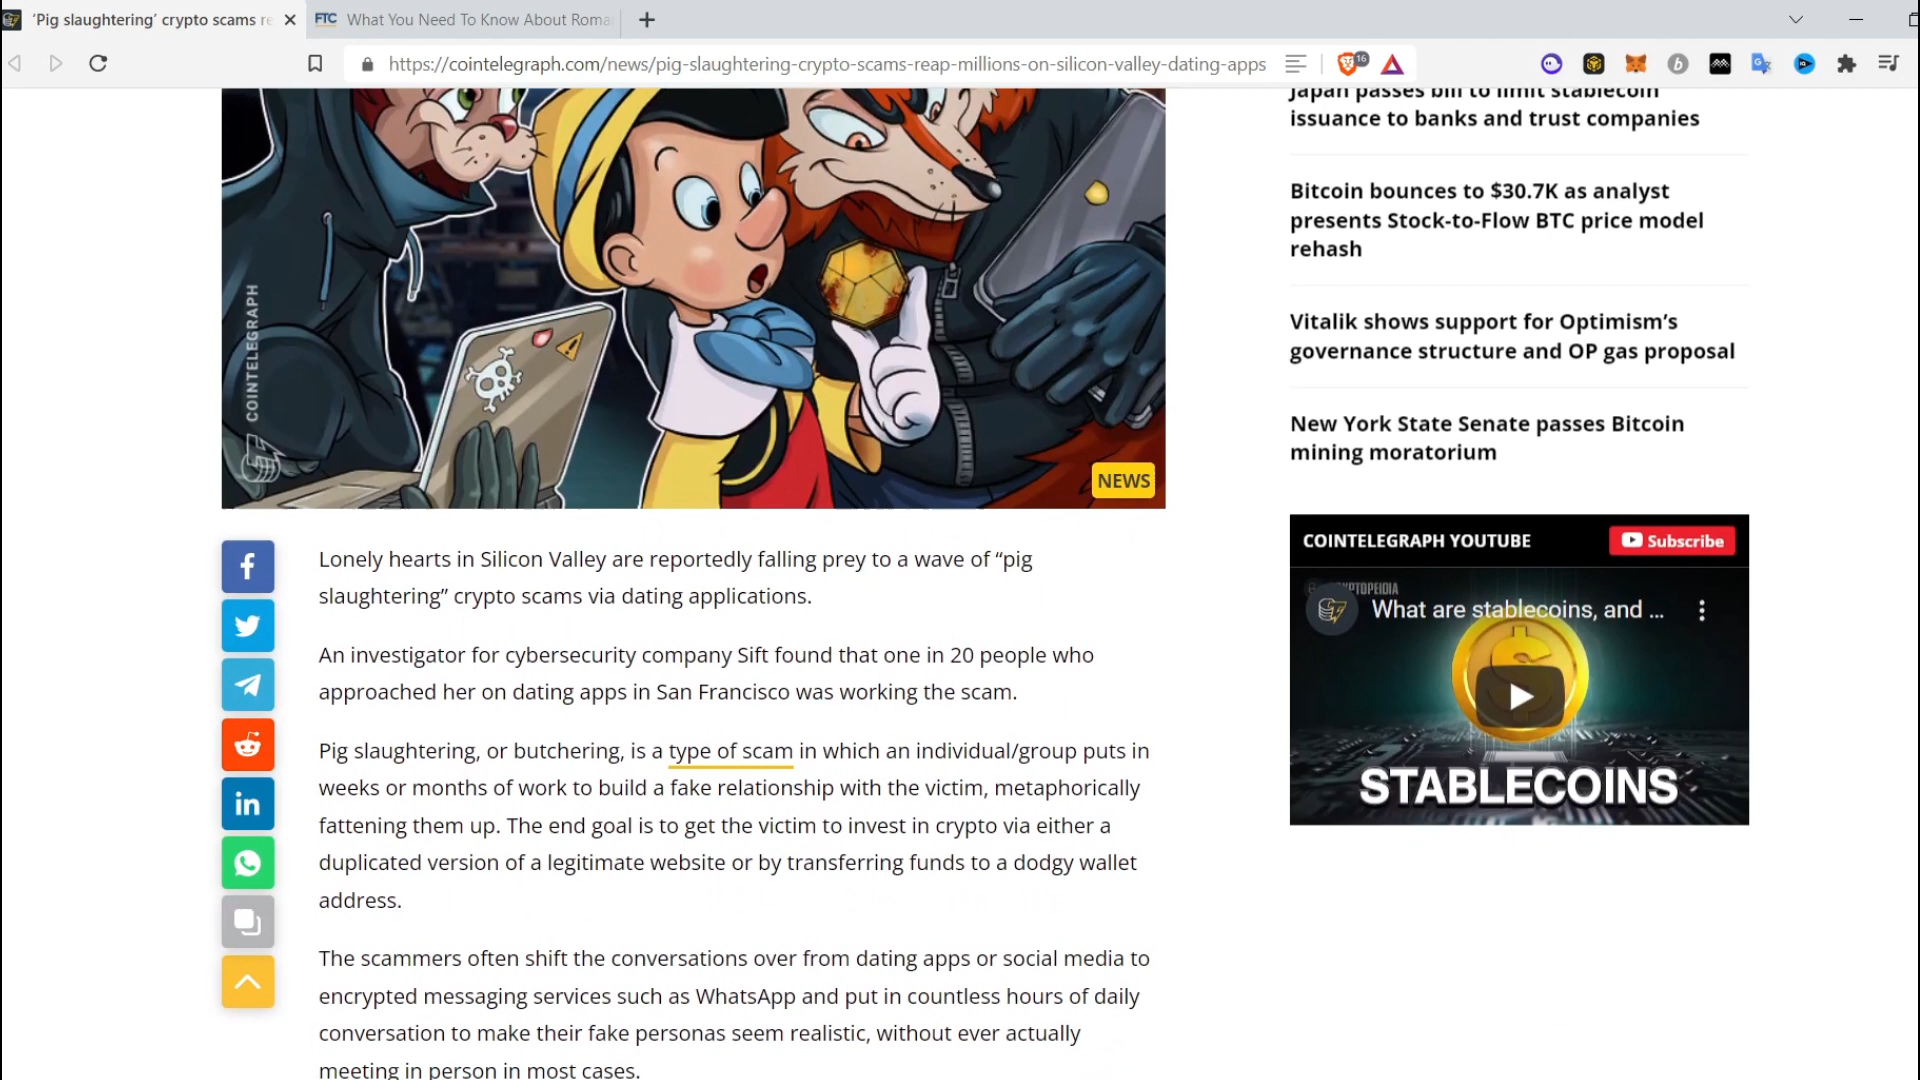 'Pig slaughtering' crypto scams re
FTC What You Need To Know About Roma
https://cointelegraph.com/news/pig-slaughtering-crypto-scams-reap-millions-on-silicon-valley-dating-apps
16
COINTELEGRAPH
NEWS
Lonely hearts in Silicon Valley are reportedly falling prey to a wave of “pig
slaughtering” crypto scams via dating applications.
An investigator for cybersecurity company Sift found that one in 20 people who
approached her on dating apps in San Francisco was working the scam.
Pig slaughtering, or butchering, is a type of scam in which an individual/group puts in
weeks or months of work to build a fake relationship with the victim, metaphorically
fattening them up. The end goal is to get the victim to invest in crypto via either a
duplicated version of a legitimate website or by transferring funds to a dodgy wallet
address.
The scammers often shift the conversations over from dating apps or social media to
encrypted messaging services such as WhatsApp and put in countless hours of daily
conversation to make their fake personas seem realistic, without ever actually
meeting in person in most cases.
Japan passes bill to limit stablecoin
issuance to banks and trust companies
Bitcoin bounces to $30.7K as analyst
presents Stock-to-Flow BTC price model
rehash
Vitalik shows support for Optimism’s
governance structure and OP gas proposal
New York State Senate passes Bitcoin
mining moratorium
COINTELEGRAPH YOUTUBE
Subscribe
What are stablecoins, and ...
STABLECOINS